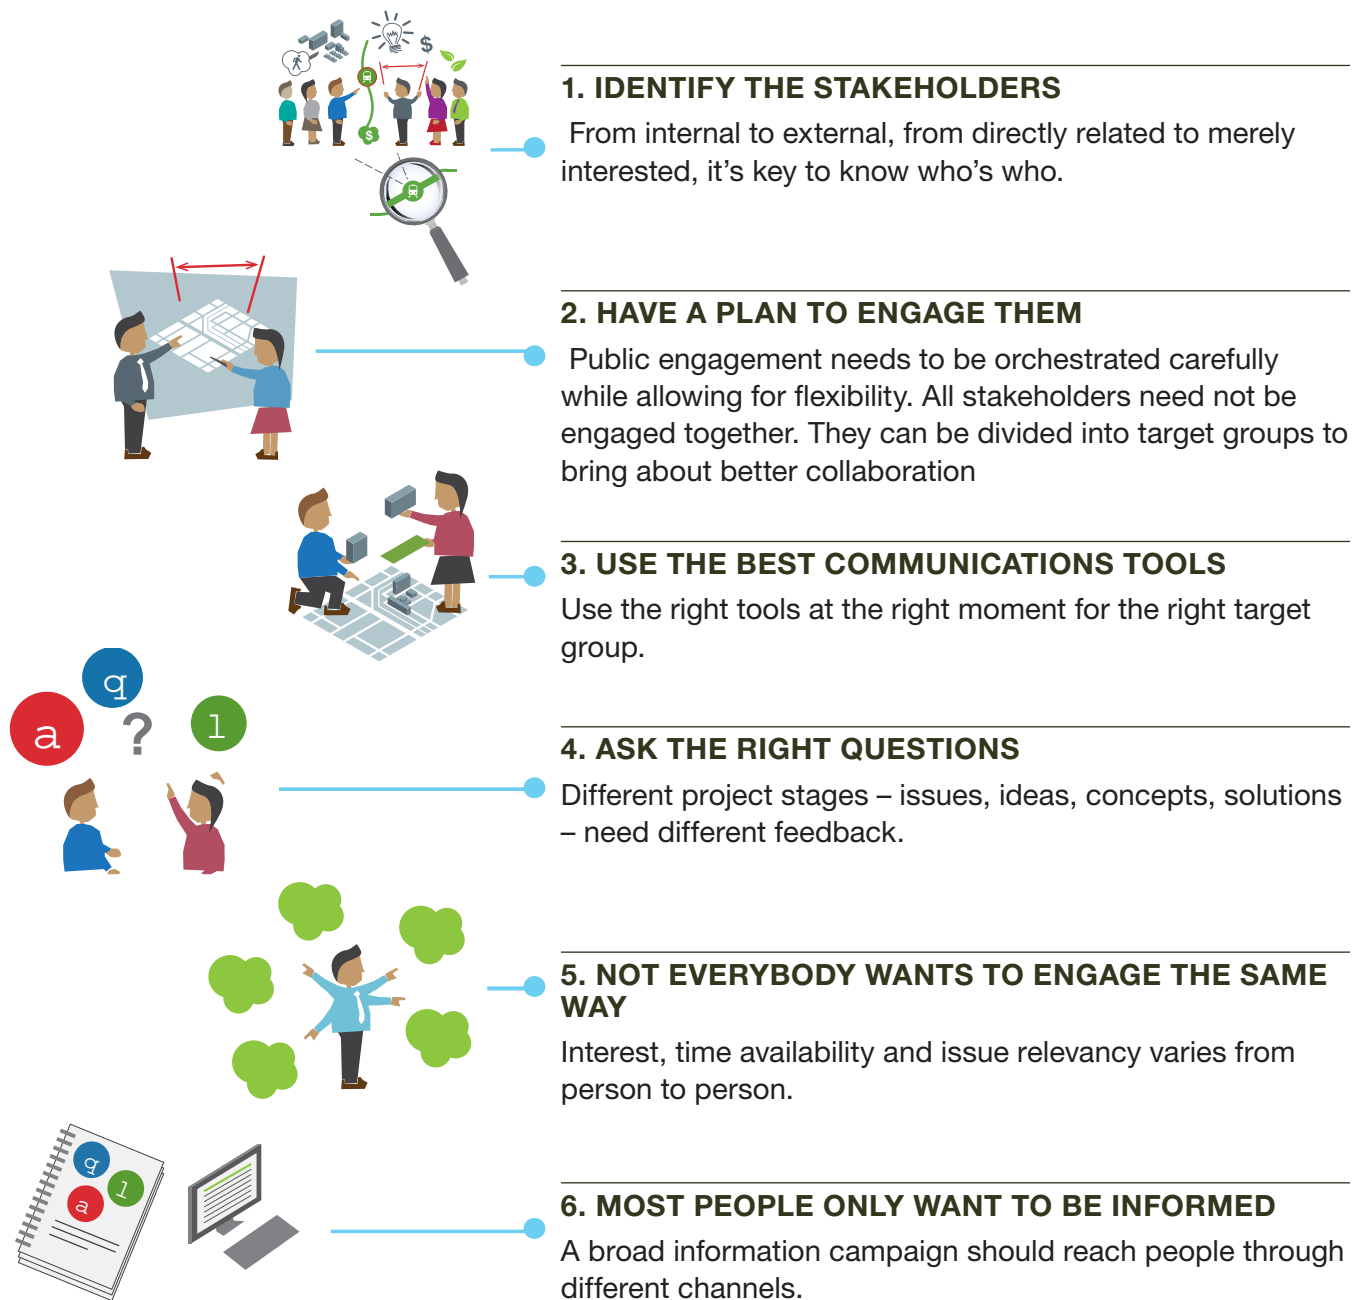 $
$
1. IDENTIFY THE STAKEHOLDERS
From internal to external, from directly related to merely
interested, it’s key to know who’s who.
2. HAVE A PLAN TO ENGAGE THEM
Public engagement needs to be orchestrated carefully
while allowing for flexibility. All stakeholders need not be
engaged together. They can be divided into target groups to
bring about better collaboration
3. USE THE BEST COMMUNICATIONS TOOLS
Use the right tools at the right moment for the right target
group.
q
a
?
l
4. ASK THE RIGHT QUESTIONS
Different project stages – issues, ideas, concepts, solutions
– need different feedback.
5. NOT EVERYBODY WANTS TO ENGAGE THE SAME
WAY
Interest, time availability and issue relevancy varies from
person to person.
q
l
a
6. MOST PEOPLE ONLY WANT TO BE INFORMED
A broad information campaign should reach people through
different channels.